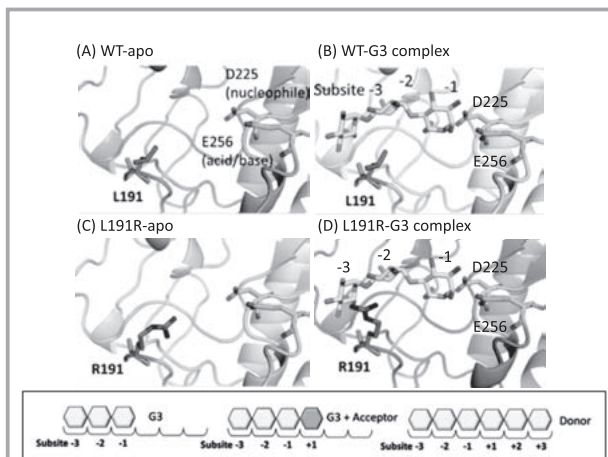 (A) WT-apo
D225
(nucleophile)
E256
(acid/base)
L191
(B) WT-G3 complex
Subsite -3 -2 -1
D225
E256
L191
(C) L191R-apo
R191
(D) L191R-G3 complex
-3 -2 -1
D225
E256
R191
G3
Subsite -3 -2 -1
G3 + Acceptor
Subsite -3 -2 -1 +1
Donor
Subsite -3 -2 -1 +1 +2 +3